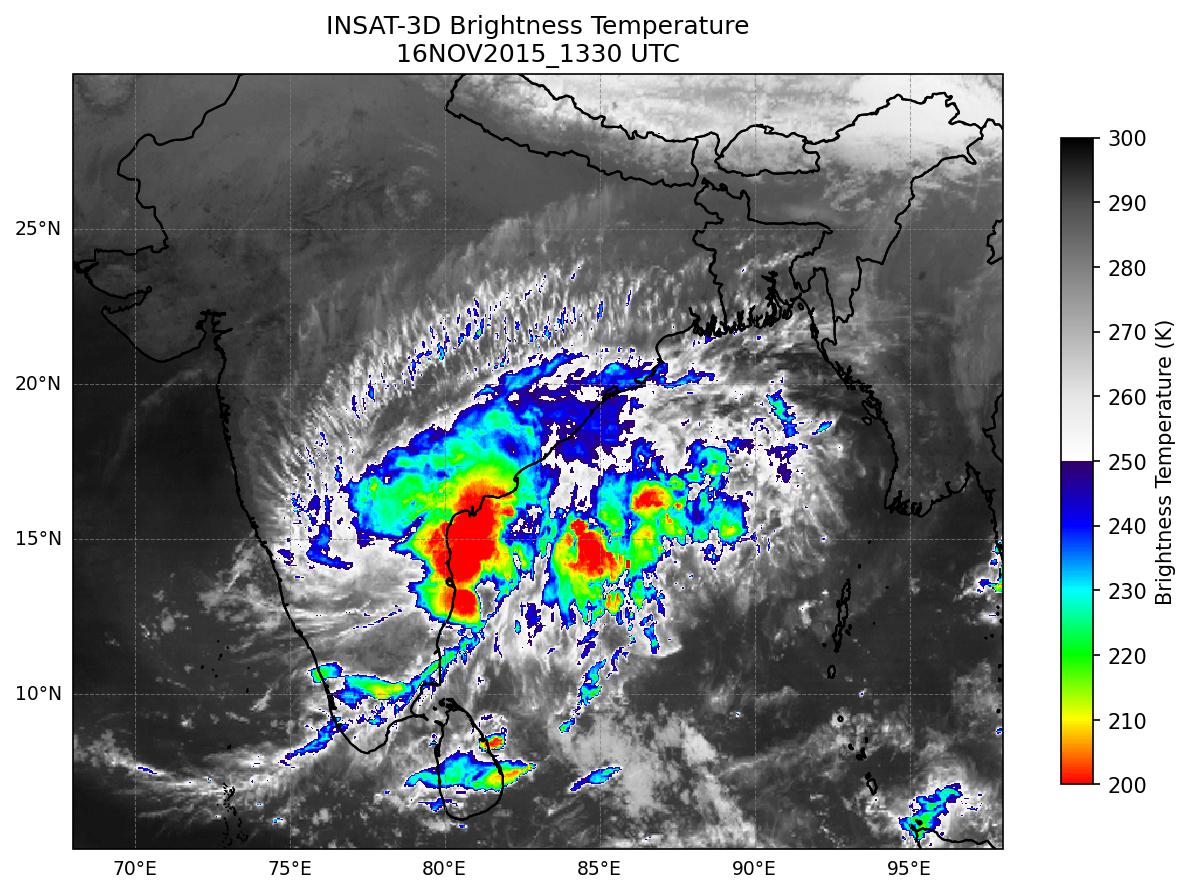 INSAT-3D Brightness Temperature
16NOV2015_1330 UTC
25°N
20°N
15°N
10°N
70°E
75°E
80°E
85°E
90°E
95°E
300
290
280
270
260
250
240
230
220
210
200
Brightness Temperature (K)